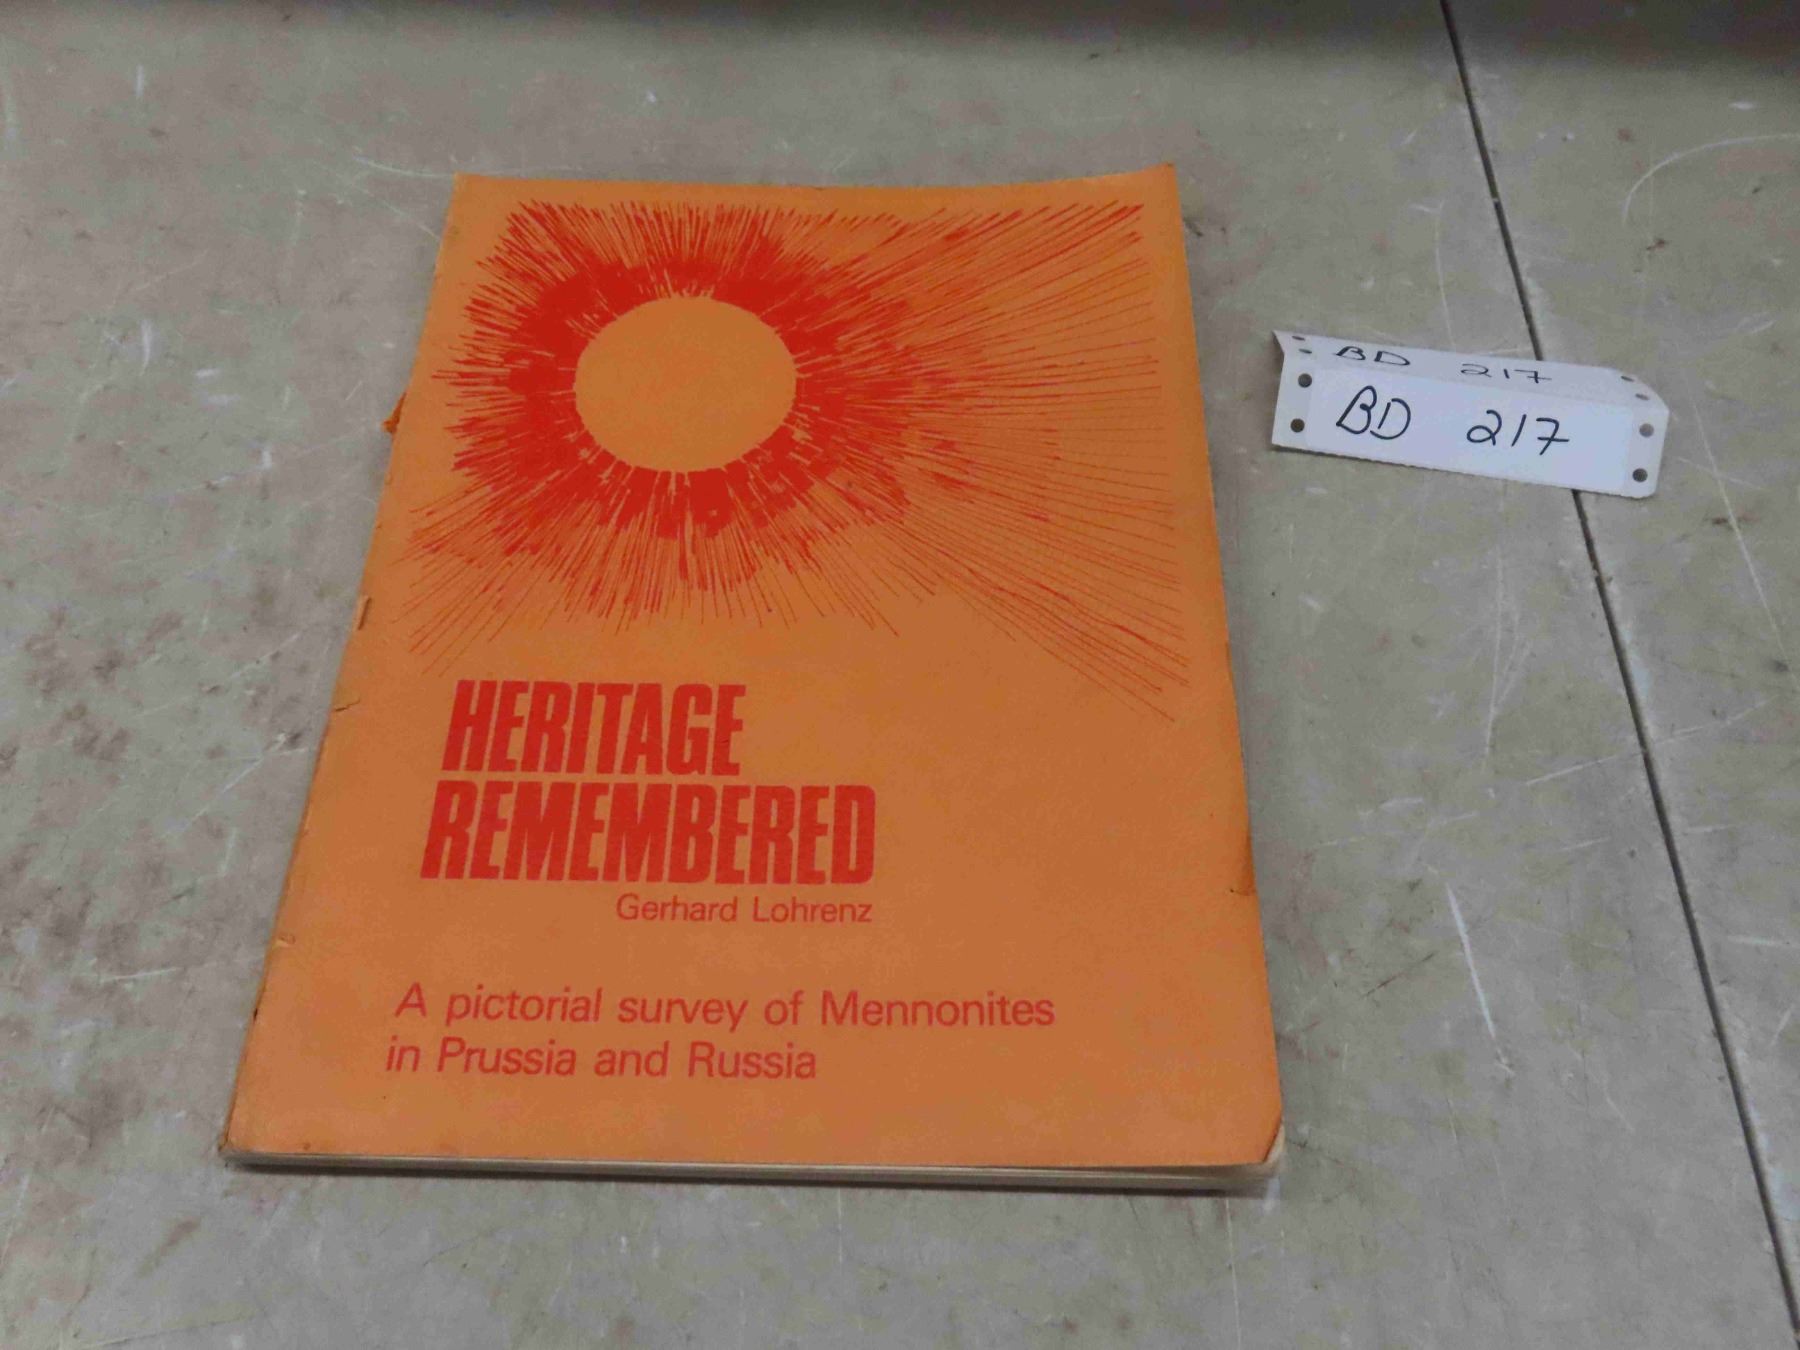 HERITAGE
REMEMBERED
Gerhard Lohrenz
A pictorial survey of Mennonites
in Prussia and Russia
BD 217
BD 217